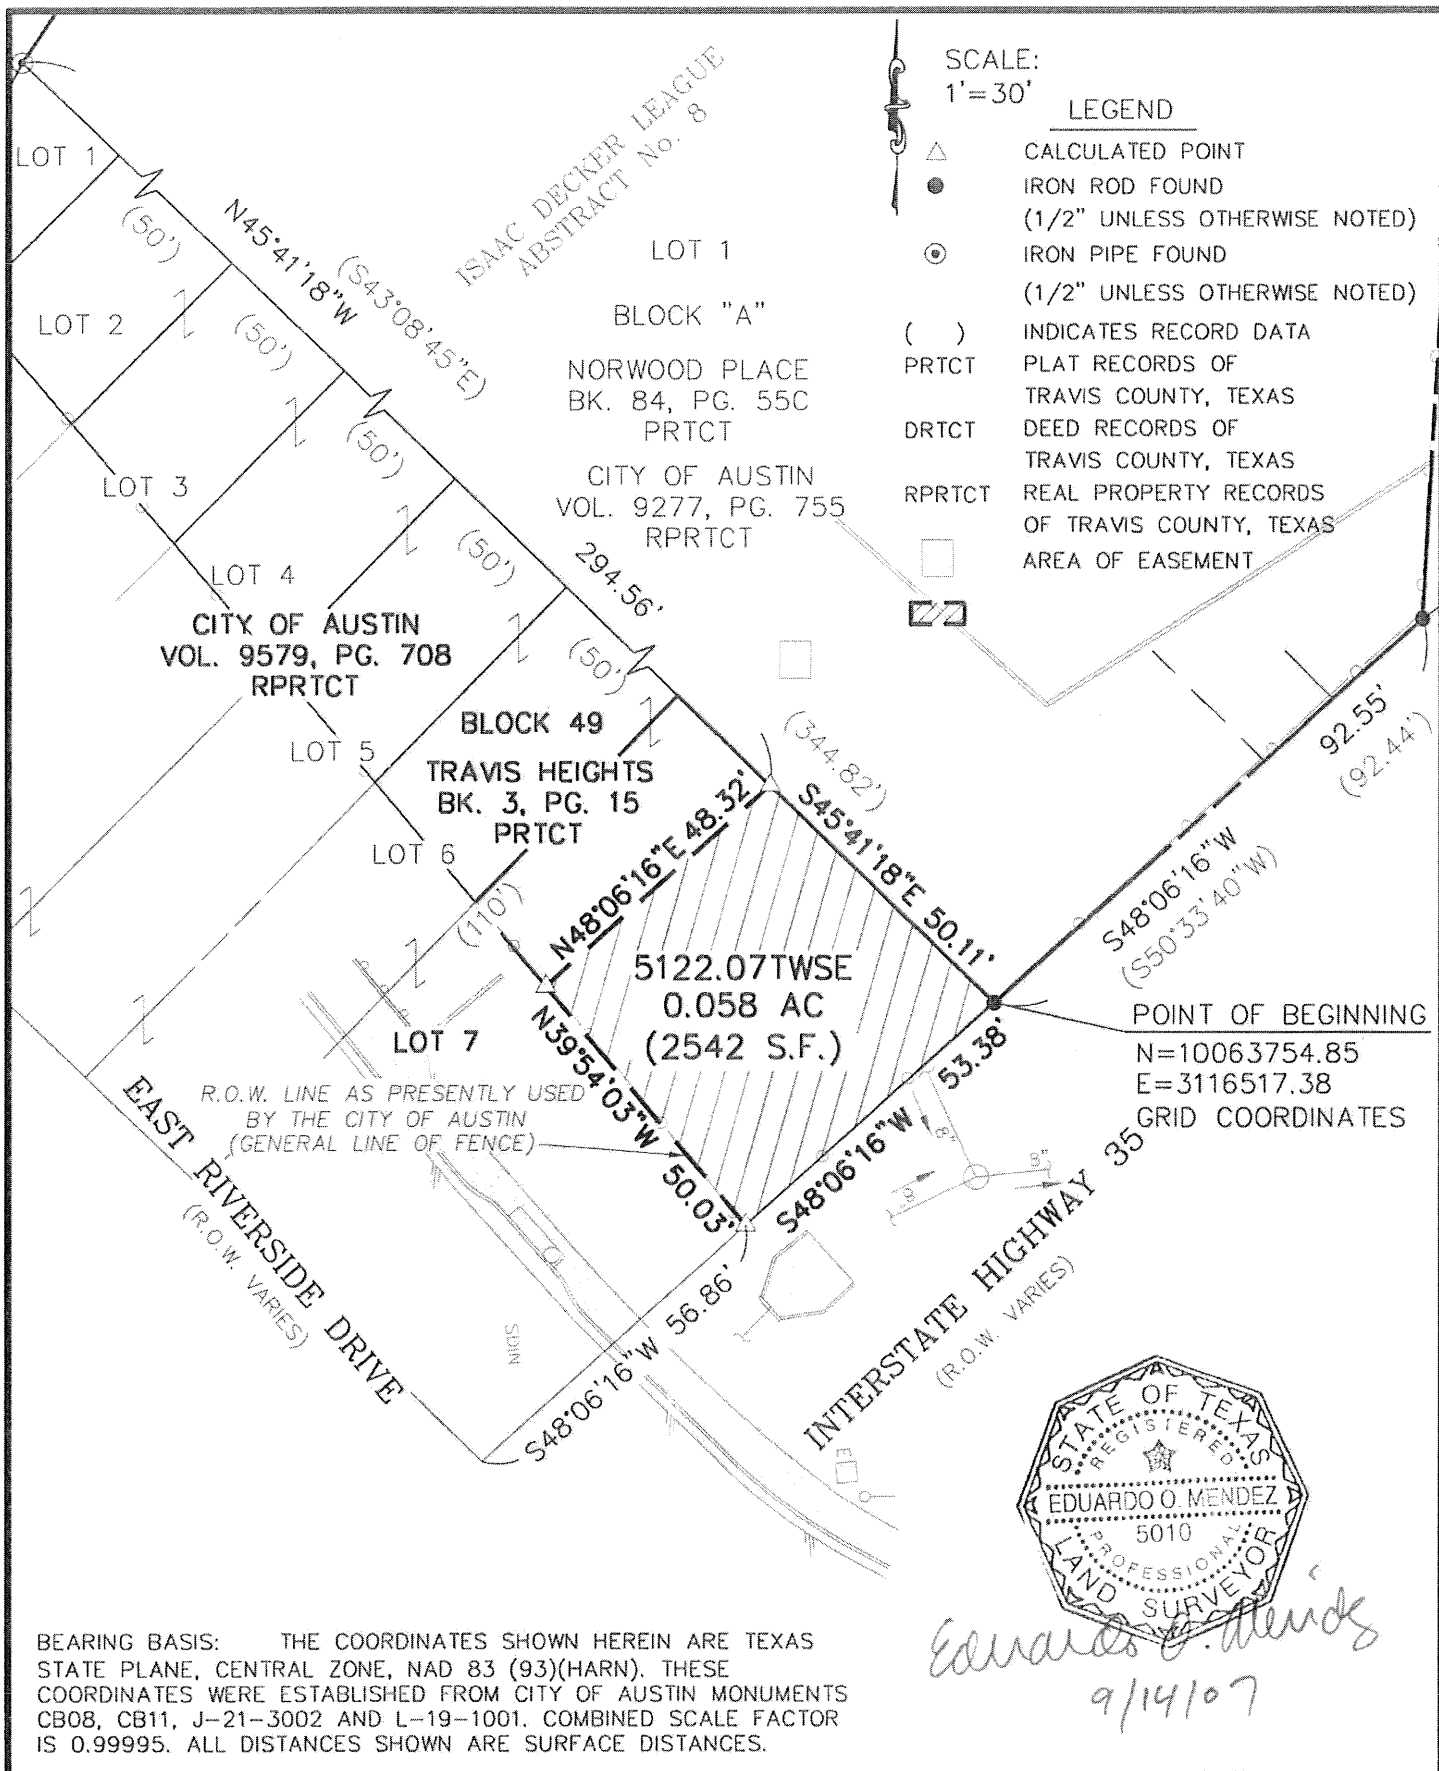 SCALE:
1'=30'
LEGEND
CALCULATED POINT
IRON ROD FOUND
(1/2" UNLESS OTHERWISE NOTED)
IRON PIPE FOUND
(1/2" UNLESS OTHERWISE NOTED)
( ) INDICATES RECORD DATA
PRTCT PLAT RECORDS OF
TRAVIS COUNTY, TEXAS
DRTCT DEED RECORDS OF
TRAVIS COUNTY, TEXAS
RPRTCT REAL PROPERTY RECORDS
OF TRAVIS COUNTY, TEXAS
AREA OF EASEMENT
ISAAC DECKER LEAGUE
ABSTRACT No. 8
LOT 1
(50')
N45°41'18"W
(S43°08'45"E)
LOT 1
BLOCK "A"
NORWOOD PLACE
BK. 84, PG. 55C
PRTCT
CITY OF AUSTIN
VOL. 9277, PG. 755
RPRTCT
LOT 2
(50')
(50')
LOT 3
(50')
294.56'
LOT 4
CITY OF AUSTIN
VOL. 9579, PG. 708
RPRTCT
(50')
LOT 5
BLOCK 49
TRAVIS HEIGHTS
BK. 3, PG. 15
PRTCT
(344.82')
92.55'
(92.44')
LOT 6
(110')
N48°06'16"E 48.32'
S45°41'18"E 50.11'
S48°06'16"W
(S50°33'40"W)
5122.07TWSE
0.058 AC
(2542 S.F.)
POINT OF BEGINNING
N=10063754.85
E=3116517.38
GRID COORDINATES
LOT 7
N39°54'03"W 50.03'
S48°06'16"W 53.38'
R.O.W. LINE AS PRESENTLY USED
BY THE CITY OF AUSTIN
(GENERAL LINE OF FENCE)
8"
8"
8"
EAST RIVERSIDE DRIVE
(R.O.W. VARIES)
SDIN
S48°06'16"W 56.86'
INTERSTATE HIGHWAY 35
(R.O.W. VARIES)
E
STATE OF TEXAS
REGISTERED
EDUARDO O. MENDEZ
5010
PROFESSIONAL
LAND SURVEYOR
Eduardo O. Mendez
9/14/07
BEARING BASIS: THE COORDINATES SHOWN HEREIN ARE TEXAS
STATE PLANE, CENTRAL ZONE, NAD 83 (93)(HARN). THESE
COORDINATES WERE ESTABLISHED FROM CITY OF AUSTIN MONUMENTS
CB08, CB11, J-21-3002 AND L-19-1001. COMBINED SCALE FACTOR
IS 0.99995. ALL DISTANCES SHOWN ARE SURFACE DISTANCES.